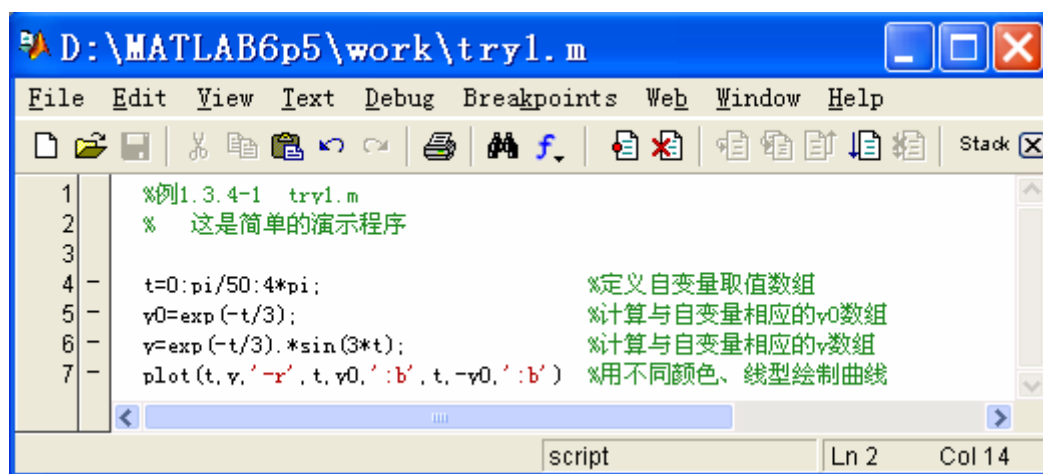 D:\MATLAB6p5\work\try1.m
File Edit View Text Debug Breakpoints Web Window Help
Stack
1 %例1.3.4-1 try1.m
2 % 这是简单的演示程序
3
4 - t=0:pi/50:4*pi; %定义自变量取值数组
5 - y0=exp(-t/3); %计算与自变量相应的y0数组
6 - y=exp(-t/3).*sin(3*t); %计算与自变量相应的y数组
7 - plot(t,y,'-r',t,y0,':b',t,-y0,':b') %用不同颜色、线型绘制曲线
script Ln 2 Col 14